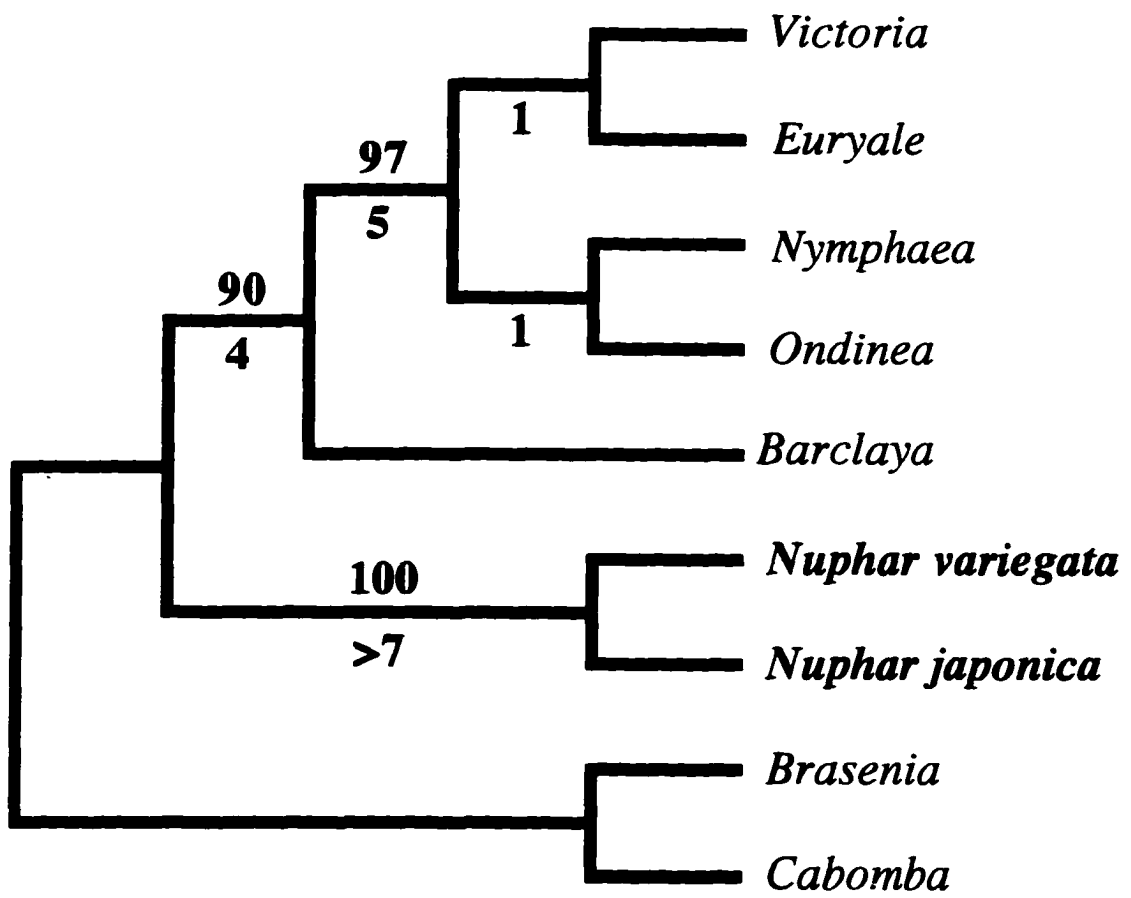 Victoria
1
Euryale
97
5
Nymphaea
90
1
Ondinea
4
Barclaya
Nuphar variegata
100
>7
Nuphar japonica
Brasenia
Cabomba